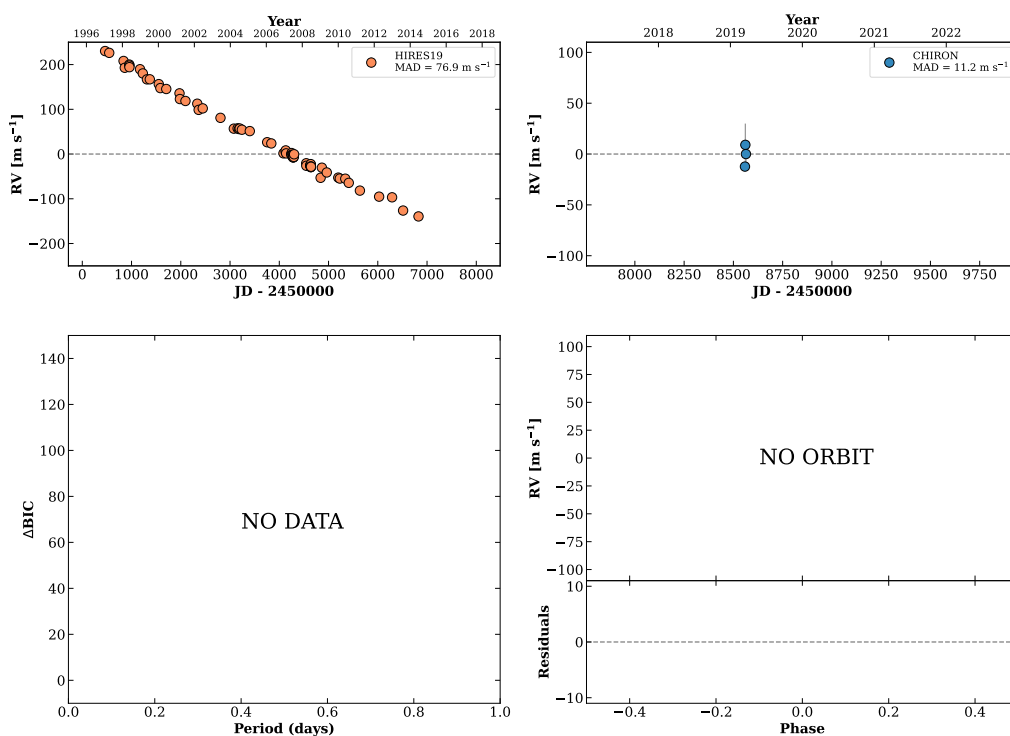 Year
1996 1998 2000 2002 2004 2006 2008 2010 2012 2014 2016 2018
HIRES19
MAD = 76.9 m s⁻¹
RV [m s⁻¹]
200
100
0
−100
−200
0 1000 2000 3000 4000 5000 6000 7000 8000
JD - 2450000
Year
2018 2019 2020 2021 2022
CHIRON
MAD = 11.2 m s⁻¹
RV [m s⁻¹]
100
50
0
−50
−100
8000 8250 8500 8750 9000 9250 9500 9750
JD - 2450000
ΔBIC
140
120
100
80
60
40
20
0
NO DATA
0.0 0.2 0.4 0.6 0.8 1.0
Period (days)
RV [m s⁻¹]
100
75
50
25
0
−25
−50
−75
−100
NO ORBIT
Residuals
10
0
−10
−0.4 −0.2 0.0 0.2 0.4
Phase